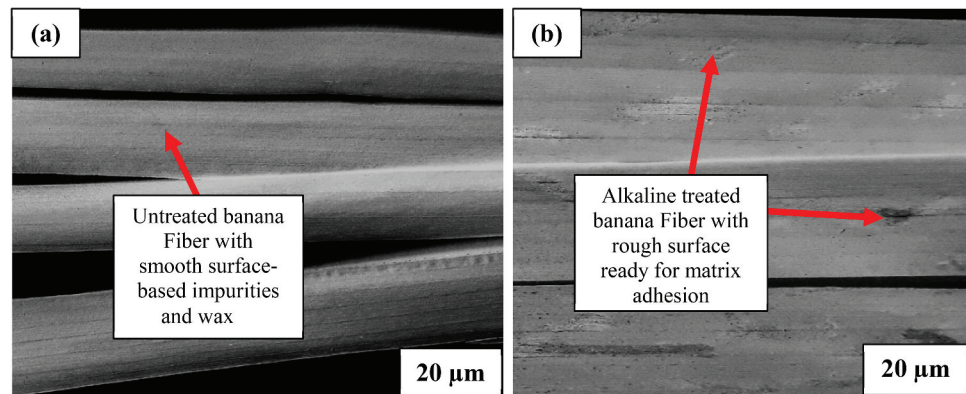 (a)
Untreated banana
Fiber with
smooth surface-
based impurities
and wax
20 µm
(b)
Alkaline treated
banana Fiber with
rough surface
ready for matrix
adhesion
20 µm